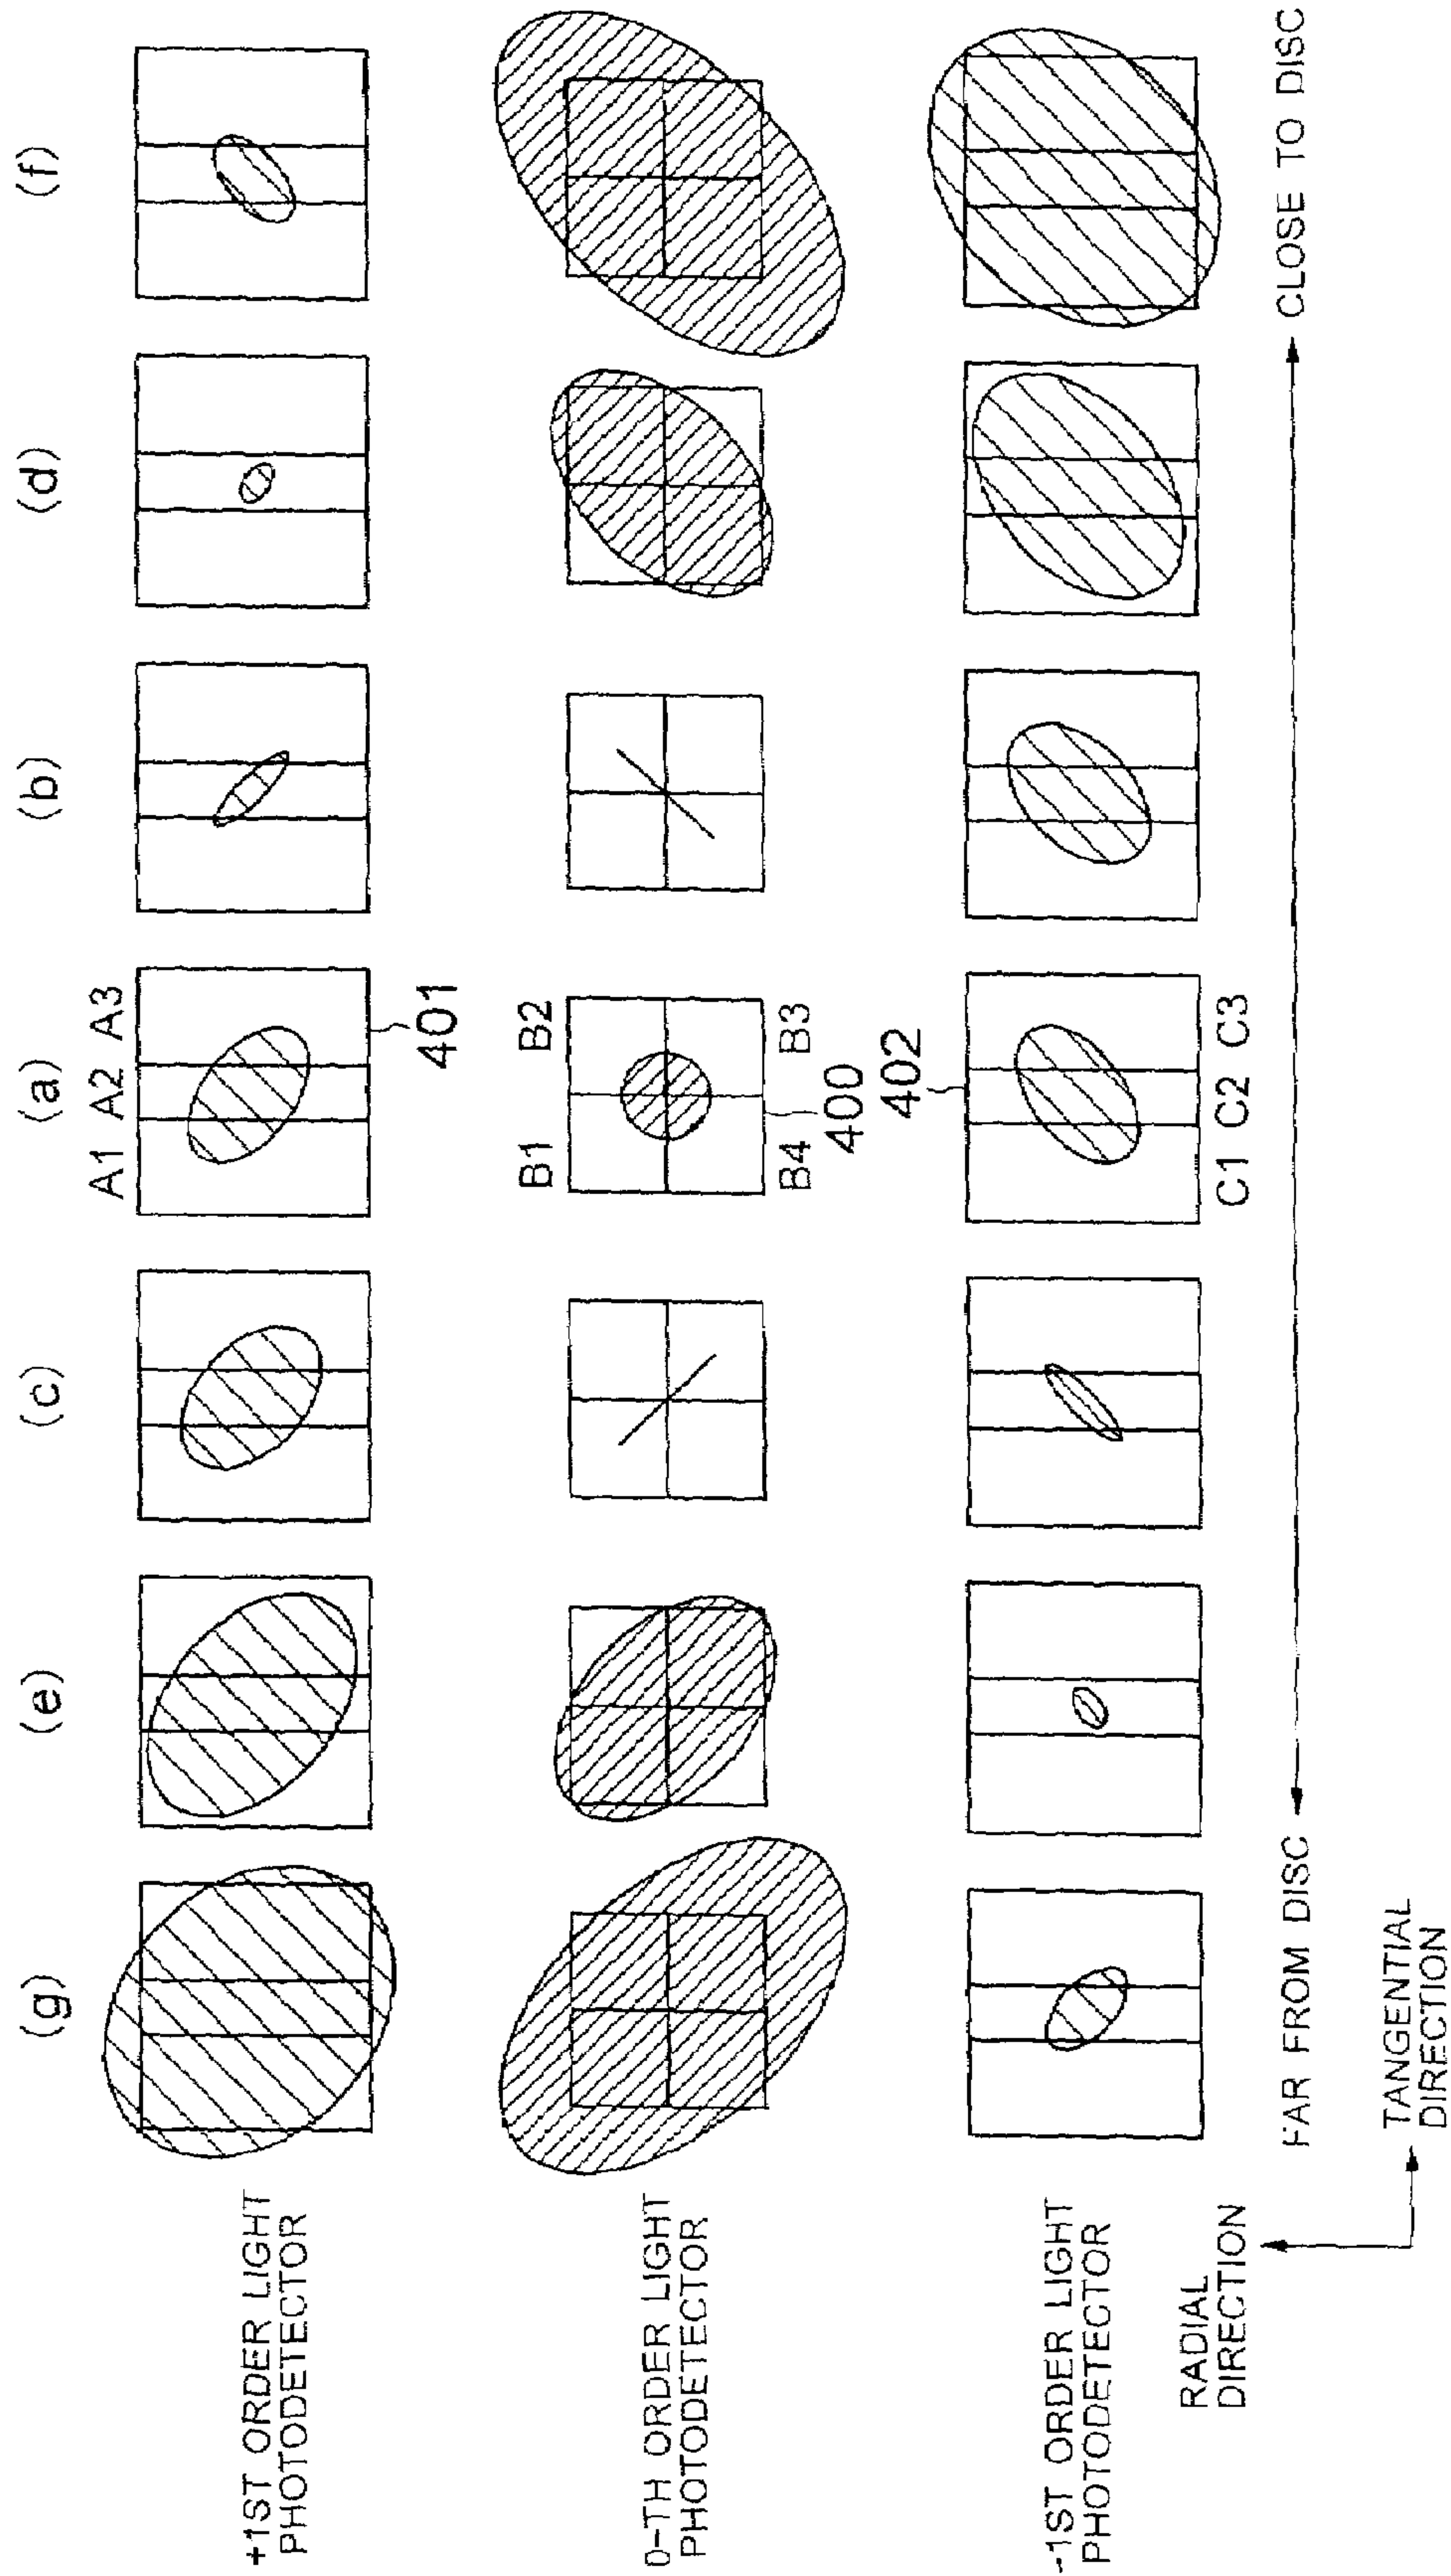 (g) (e) (c) (a) (b) (d) (f)
+1ST ORDER LIGHT
PHOTODETECTOR
A1 A2 A3
401
0-TH ORDER LIGHT
PHOTODETECTOR
B1 B2
B4 B3
400
402
-1ST ORDER LIGHT
PHOTODETECTOR
C1 C2 C3
FAR FROM DISC
CLOSE TO DISC
RADIAL
DIRECTION
TANGENTIAL
DIRECTION